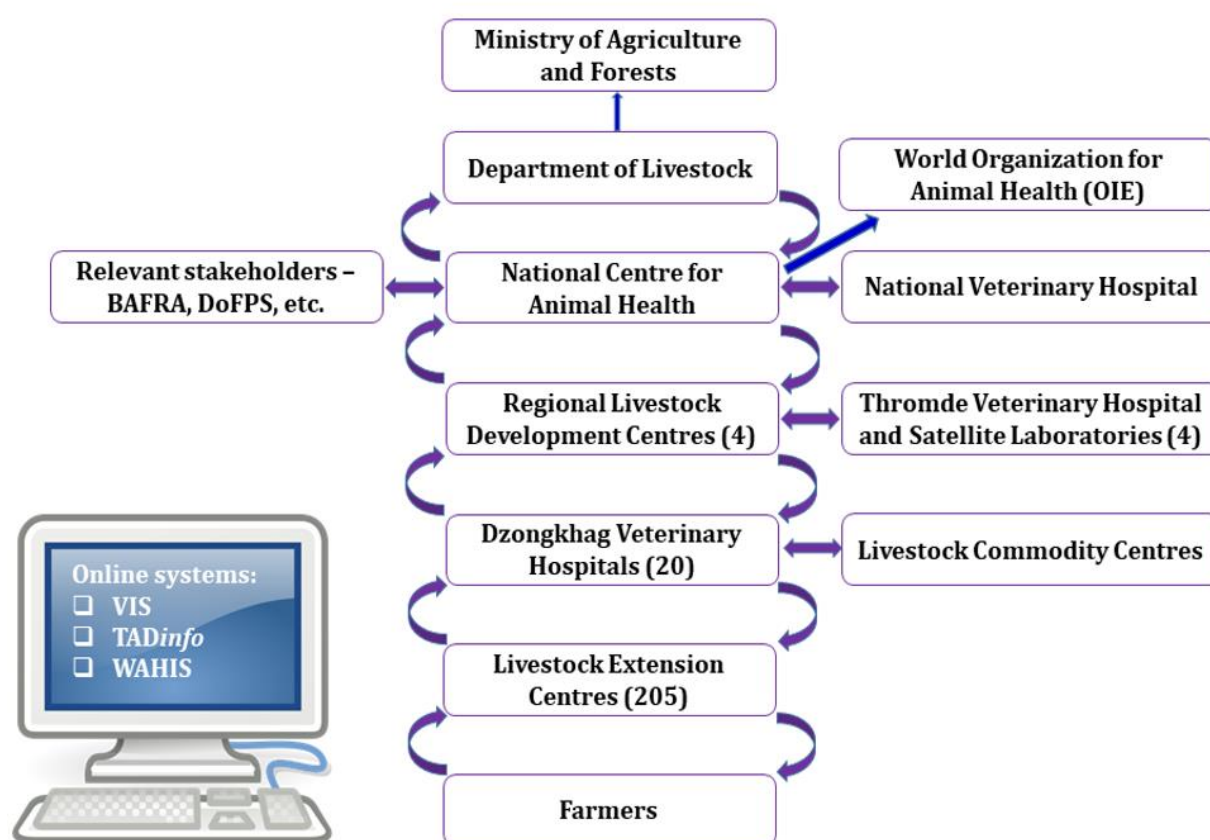 Ministry of Agriculture
and Forests
Department of Livestock
World Organization for
Animal Health (OIE)
Relevant stakeholders –
BAFRA, DoFPS, etc.
National Centre for
Animal Health
National Veterinary Hospital
Regional Livestock
Development Centres (4)
Thromde Veterinary Hospital
and Satellite Laboratories (4)
Dzongkhag Veterinary
Hospitals (20)
Livestock Commodity Centres
Online systems:
VIS
TADinfo
WAHIS
Livestock Extension
Centres (205)
Farmers